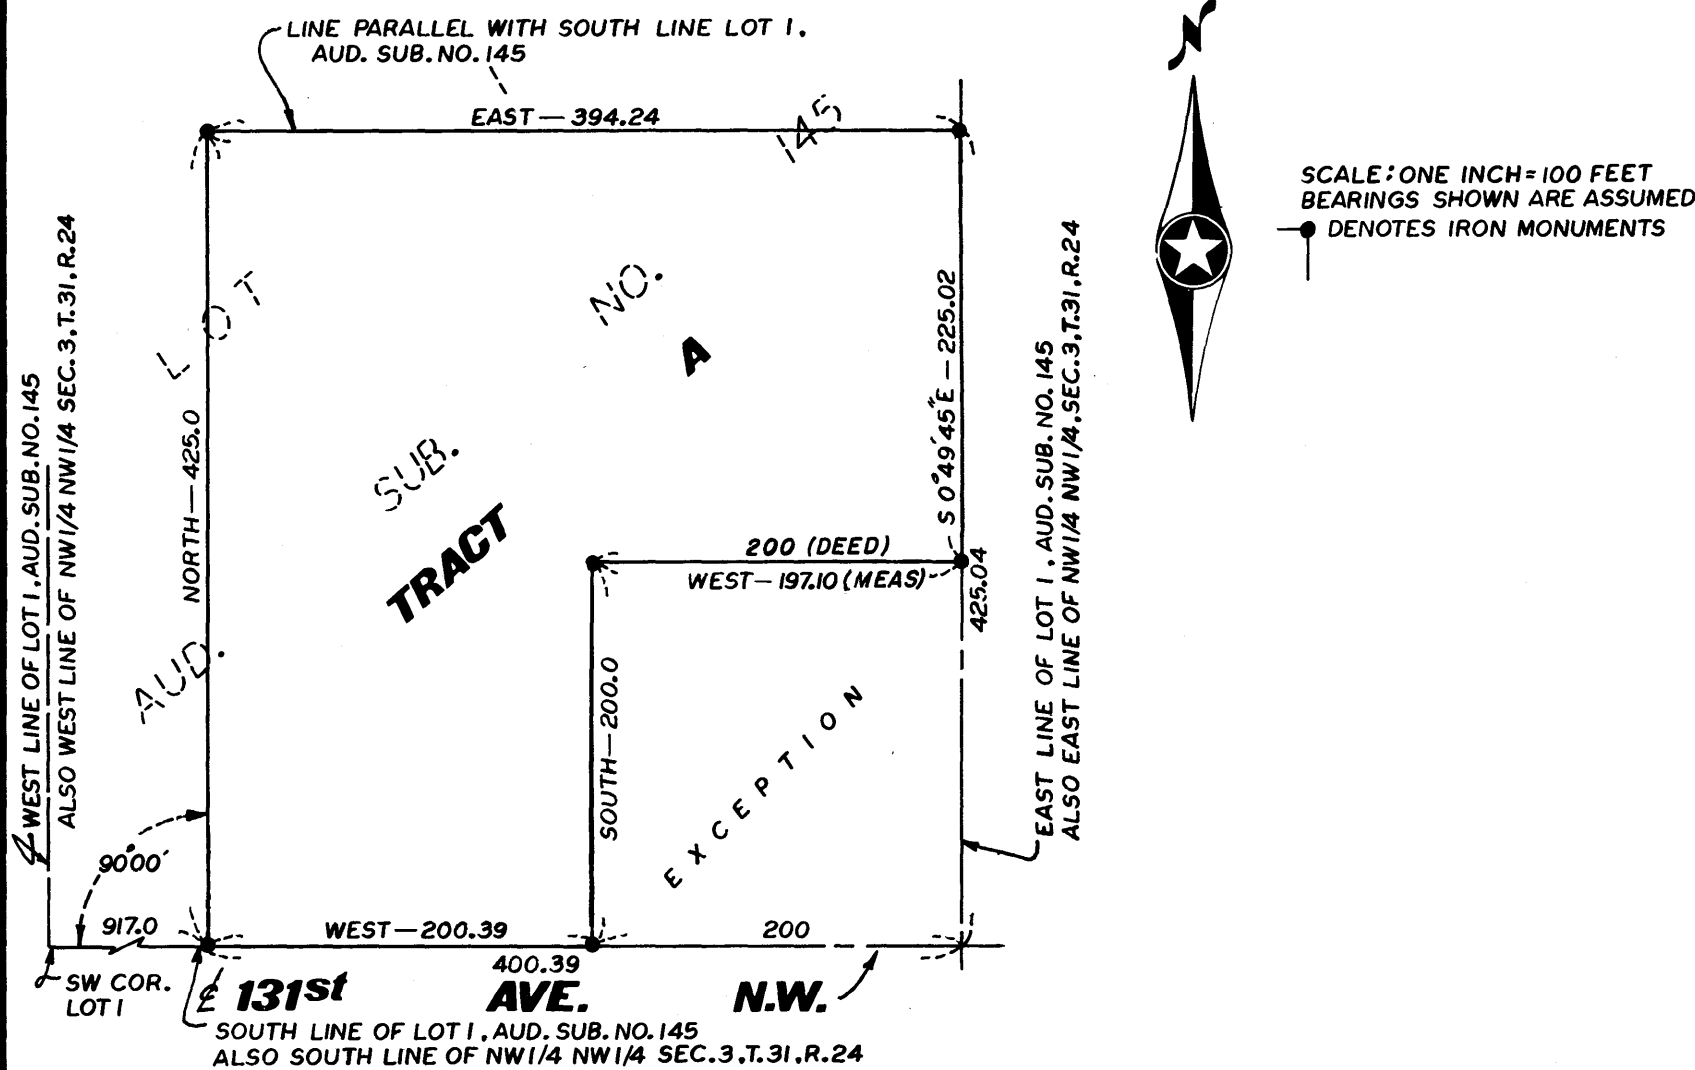 LINE PARALLEL WITH SOUTH LINE LOT 1,
AUD. SUB. NO. 145
EAST — 394.24
N
SCALE: ONE INCH = 100 FEET
BEARINGS SHOWN ARE ASSUMED
DENOTES IRON MONUMENTS
WEST LINE OF LOT 1, AUD. SUB. NO. 145
ALSO WEST LINE OF NW1/4 NW1/4 SEC. 3, T. 31, R. 24
NORTH — 425.0
LOT
AUD.
SUB.
NO.
145
TRACT
A
S 0°49'45" E — 225.02
425.04
EAST LINE OF LOT 1, AUD. SUB. NO. 145
ALSO EAST LINE OF NW1/4 NW1/4, SEC. 3, T. 31, R. 24
200 (DEED)
WEST — 197.10 (MEAS)
SOUTH — 200.0
EXCEPTION
90°00'
917.0
WEST — 200.39
200
400.39
SW COR.
LOT 1
℄ 131st AVE. N.W.
SOUTH LINE OF LOT 1, AUD. SUB. NO. 145
ALSO SOUTH LINE OF NW1/4 NW1/4 SEC. 3, T. 31, R. 24